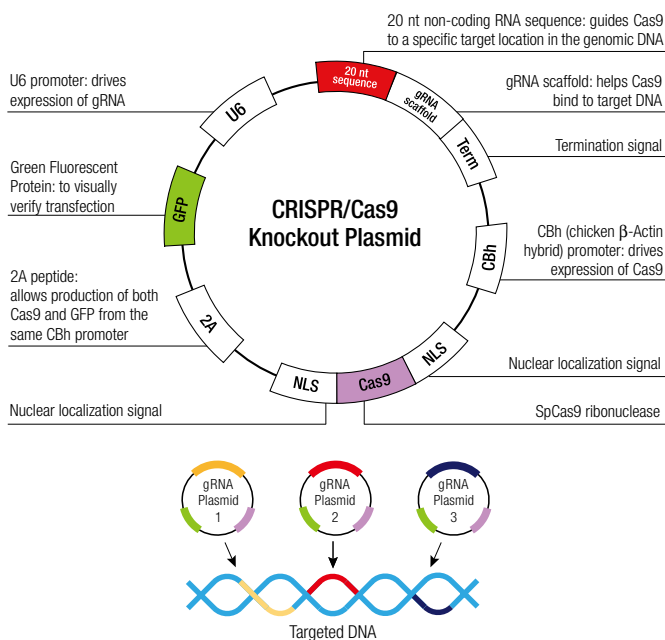 20 nt non-coding RNA sequence: guides Cas9
to a specific target location in the genomic DNA
U6 promoter: drives
expression of gRNA
gRNA scaffold: helps Cas9
bind to target DNA
Termination signal
Green Fluorescent
Protein: to visually
verify transfection
CBh (chicken β-Actin
hybrid) promoter: drives
expression of Cas9
2A peptide:
allows production of both
Cas9 and GFP from the
same CBh promoter
Nuclear localization signal
Nuclear localization signal
SpCas9 ribonuclease
CRISPR/Cas9
Knockout Plasmid
20 nt
sequence
gRNA
scaffold
Term
CBh
NLS
Cas9
NLS
2A
GFP
U6
gRNA
Plasmid
1
gRNA
Plasmid
2
gRNA
Plasmid
3
Targeted DNA